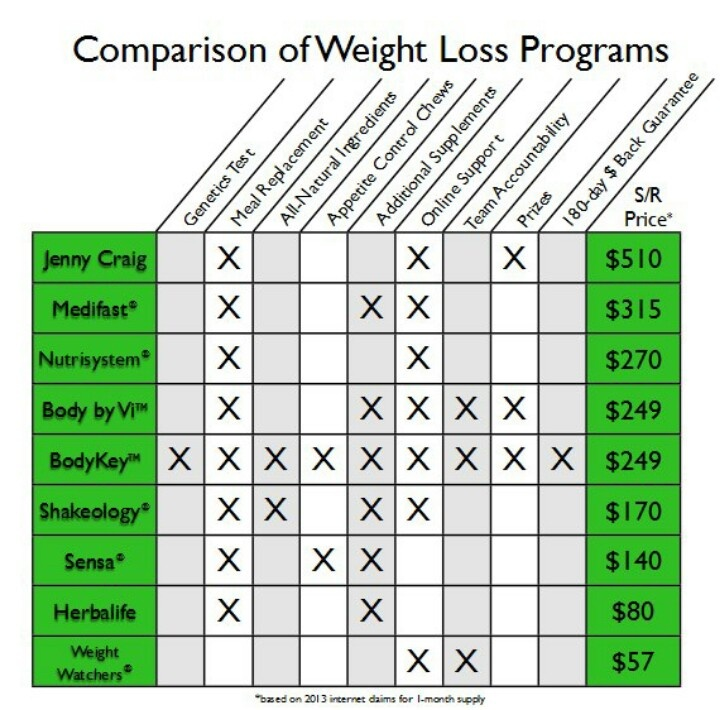 Comparison of Weight Loss Programs
Genetics Test
Meal Replacement
All-Natural Ingredients
Appetite Control Chews
Additional Supplements
Online Support
Team Accountability
Prizes
180-day $ Back Guarantee
S/R
Price*
Jenny Craig X X X $510
Medifast® X X X $315
Nutrisystem® X X $270
Body by Vi™ X X X X X $249
BodyKey™ X X X X X X X X X $249
Shakeology® X X X X $170
Sensa® X X X $140
Herbalife X X $80
Weight
Watchers® X X $57
*based on 2013 internet claims for 1-month supply